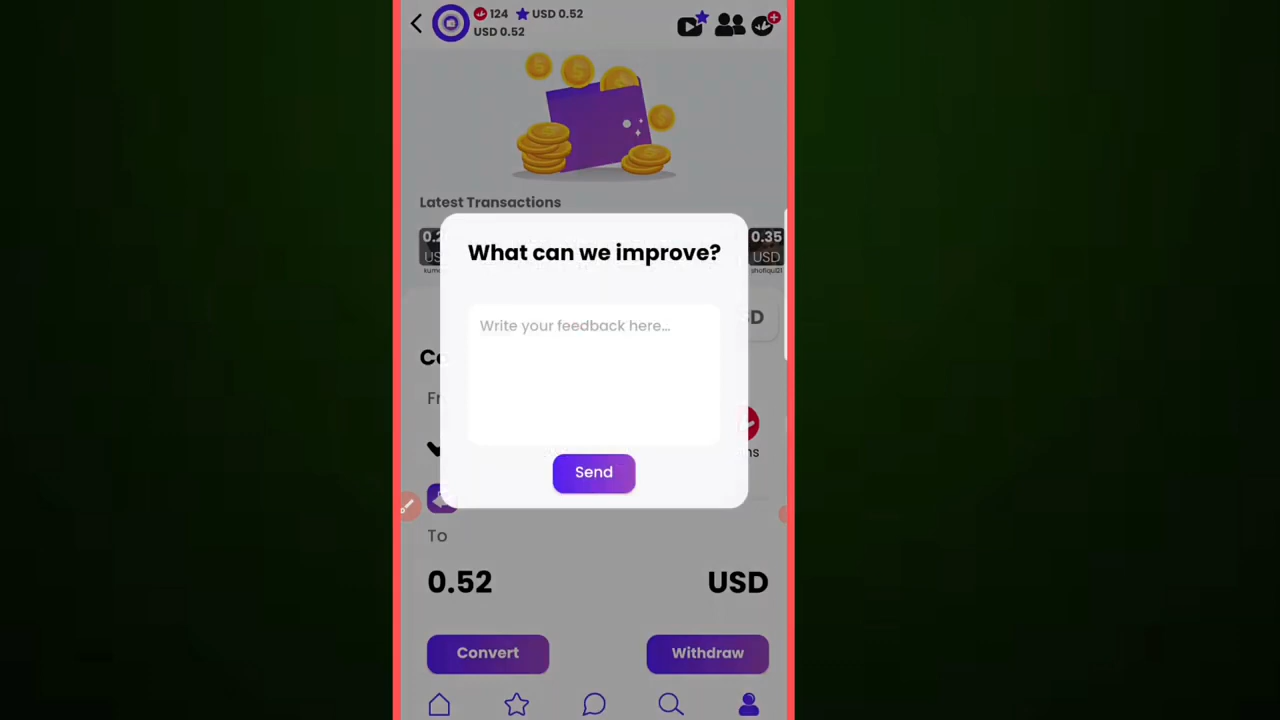 124 USD 0.52
USD 0.52
Latest Transactions
0.35
USD
shofiqul21
What can we improve?
Write your feedback here...
Send
To
0.52 USD
Convert Withdraw